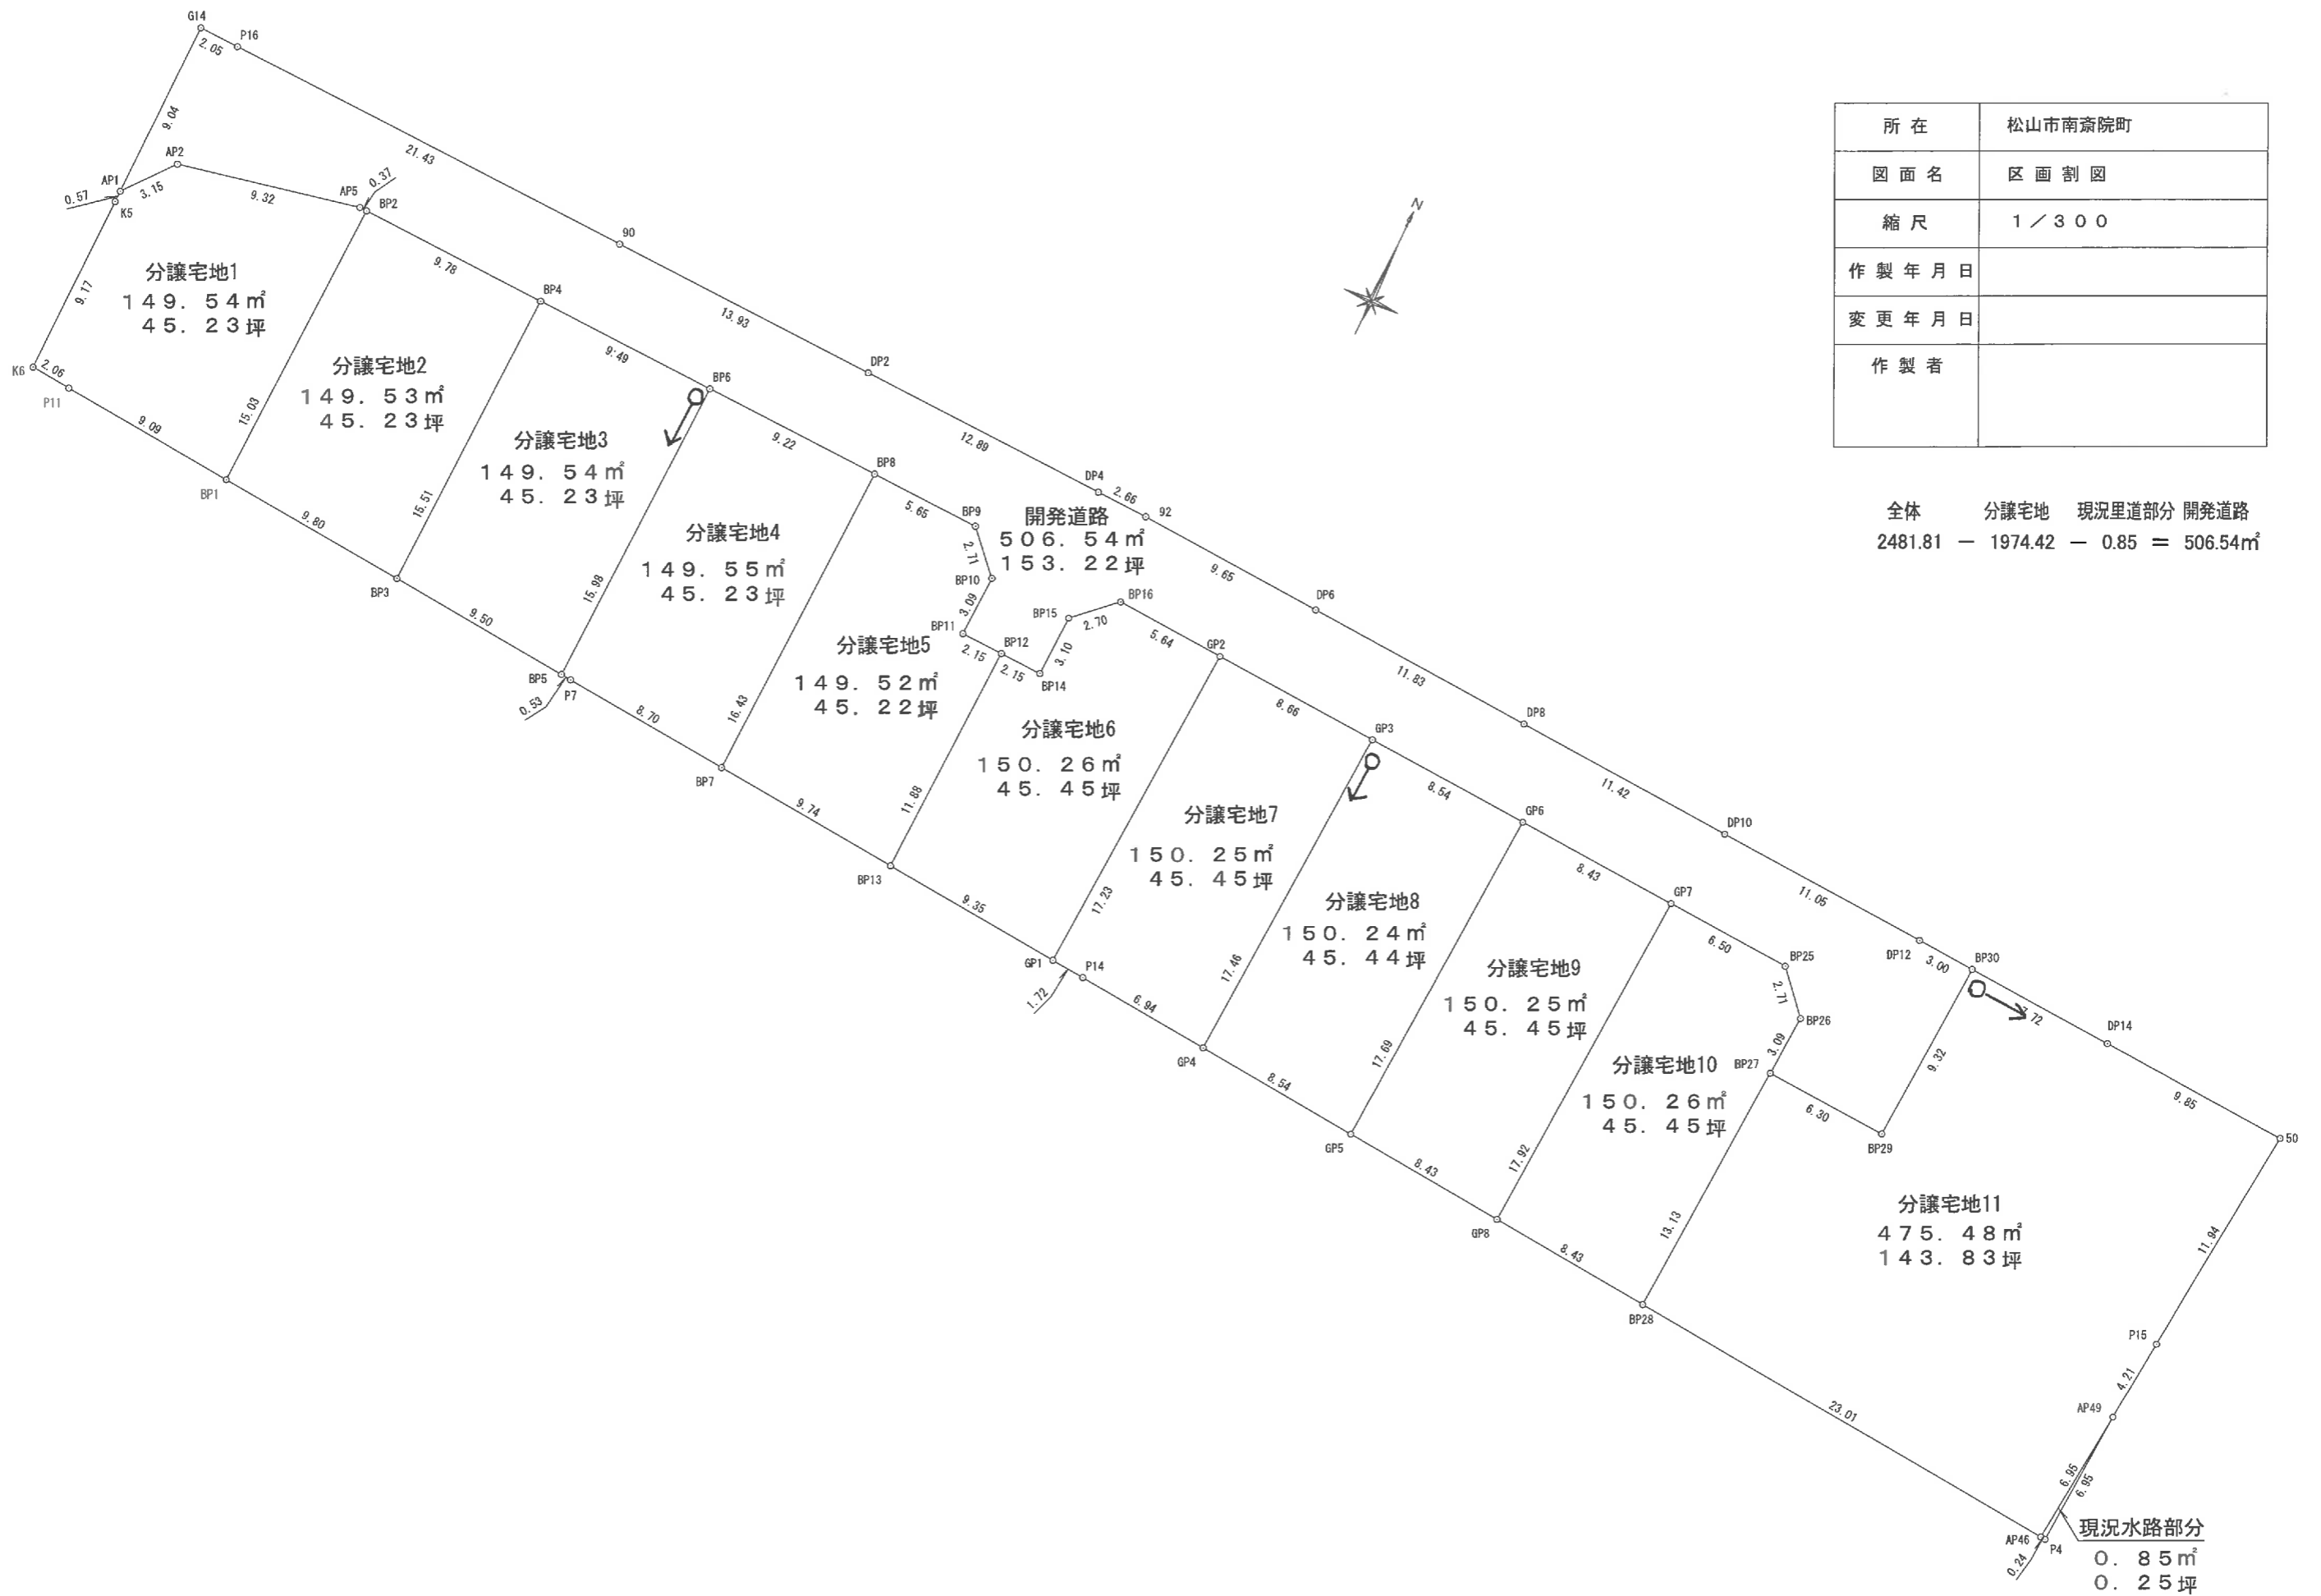 G14
P16
2.05
9.04
21.43
AP2
AP1
3.15
0.57
K5
9.32
AP5
0.37
BP2
90
分譲宅地1
149.54㎡
45.23坪
9.17
9.78
BP4
13.93
DP2
K6
2.06
P11
9.09
15.03
BP1
分譲宅地2
149.53㎡
45.23坪
9.49
BP6
12.89
DP4
2.66
92
分譲宅地3
149.54㎡
45.23坪
15.51
9.80
BP3
9.22
BP8
分譲宅地4
149.55㎡
45.23坪
15.98
9.50
BP5
P7
0.53
5.65
BP9
2.71
BP10
3.09
BP11
2.15
BP12
2.15
BP14
3.10
BP15
2.70
BP16
開発道路
506.54㎡
153.22坪
9.65
DP6
分譲宅地5
149.52㎡
45.22坪
16.43
8.70
BP7
9.74
BP13
11.88
5.64
GP2
11.83
DP8
分譲宅地6
150.26㎡
45.45坪
9.35
GP1
P14
1.72
17.23
8.66
GP3
11.42
DP10
分譲宅地7
150.25㎡
45.45坪
6.94
GP4
17.46
8.54
GP6
11.05
DP12
3.00
BP30
分譲宅地8
150.24㎡
45.44坪
8.54
GP5
17.69
8.43
GP7
分譲宅地9
150.25㎡
45.45坪
8.43
GP8
17.92
6.50
BP25
2.71
BP26
3.09
BP27
分譲宅地10
150.26㎡
45.45坪
8.43
BP28
13.13
6.30
BP29
9.32
7.72
DP14
9.85
50
分譲宅地11
475.48㎡
143.83坪
11.94
P15
4.21
AP49
23.01
6.95
6.95
AP46
P4
0.24
現況水路部分
0.85㎡
0.25坪
N
所在 松山市南斎院町
図面名 区画割図
縮尺 1/300
作製年月日
変更年月日
作製者
全体 分譲宅地 現況里道部分 開発道路
2481.81 － 1974.42 － 0.85 ＝ 506.54㎡